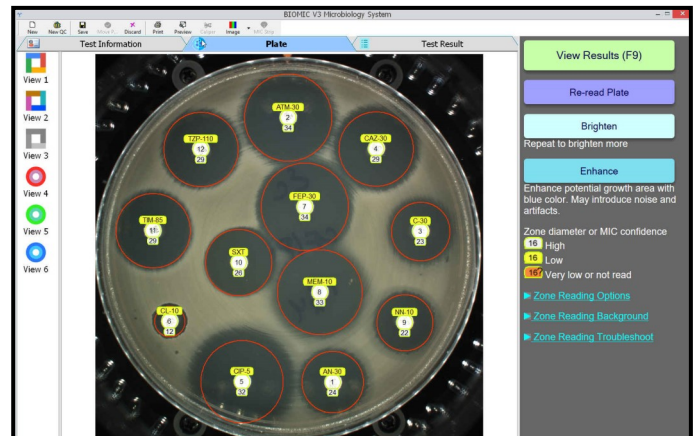 BIOMIC V3 Microbiology System
New
New QC
Save
Discard
Print
Preview
Image
MIC Strip
Test Information
Plate
Test Result
View 1
View 2
View 3
View 4
View 5
View 6
ATM-30
2
34
TZP-110
12
29
CAZ-30
4
29
FEP-30
7
34
TIM-85
11
29
C-30
3
23
SXT
10
26
MEM-10
8
33
CL-10
6
12
NN-10
9
22
CIP-5
5
32
AN-30
1
24
View Results (F9)
Re-read Plate
Brighten
Repeat to brighten more
Enhance
Enhance potential growth area with
blue color. May introduce noise and
artifacts.
Zone diameter or MIC confidence
16 High
16 Low
16? Very low or not read
Zone Reading Options
Zone Reading Background
Zone Reading Troubleshoot